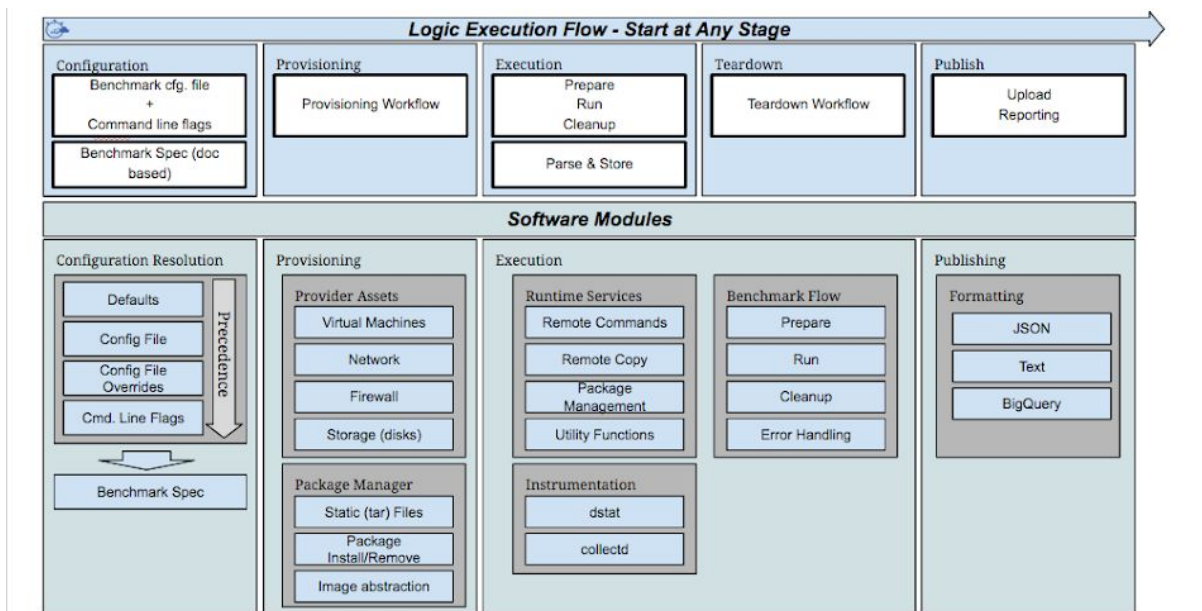 Logic Execution Flow - Start at Any Stage
Configuration
Benchmark cfg. file
+
Command line flags
Benchmark Spec (doc
based)
Provisioning
Provisioning Workflow
Execution
Prepare
Run
Cleanup
Parse & Store
Teardown
Teardown Workflow
Publish
Upload
Reporting
Software Modules
Configuration Resolution
Defaults
Config File
Config File
Overrides
Cmd. Line Flags
Precedence
Benchmark Spec
Provisioning
Provider Assets
Virtual Machines
Network
Firewall
Storage (disks)
Package Manager
Static (tar) Files
Package
Install/Remove
Image abstraction
Execution
Runtime Services
Remote Commands
Remote Copy
Package
Management
Utility Functions
Instrumentation
dstat
collectd
Benchmark Flow
Prepare
Run
Cleanup
Error Handling
Publishing
Formatting
JSON
Text
BigQuery